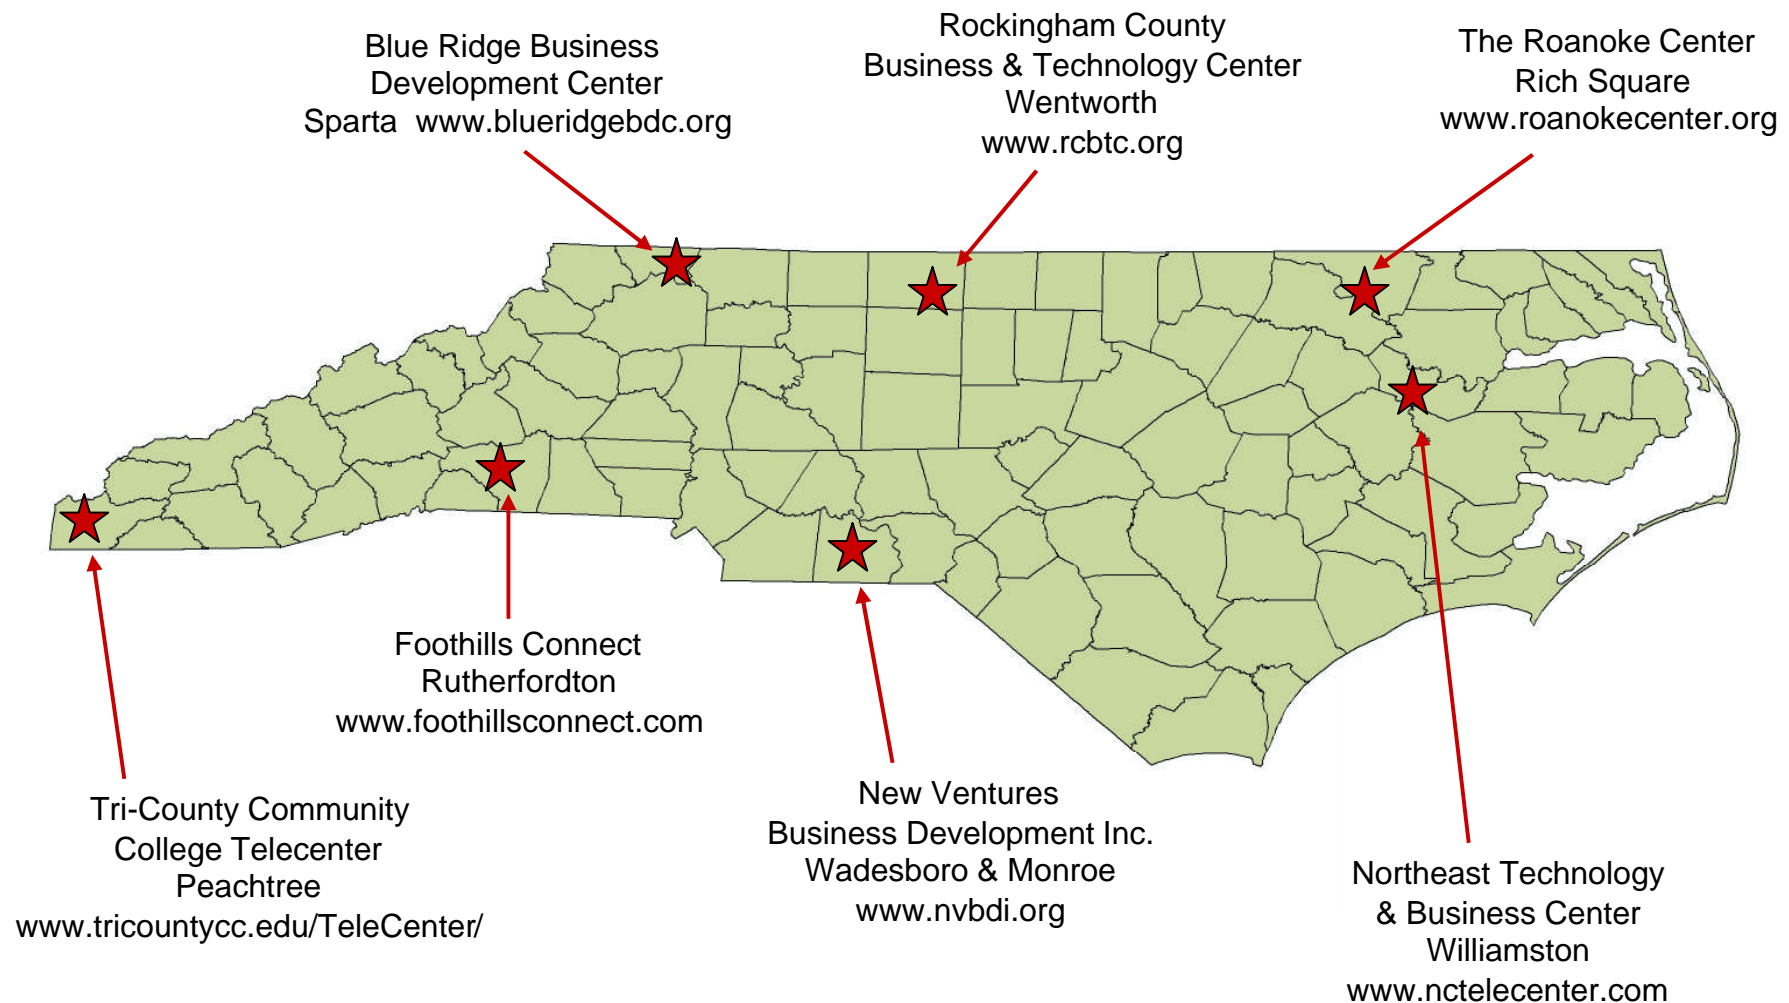 Blue Ridge Business
Development Center
Sparta  www.blueridgebdc.org
Rockingham County
Business & Technology Center
Wentworth
www.rcbtc.org
The Roanoke Center
Rich Square
www.roanokecenter.org
Foothills Connect
Rutherfordton
www.foothillsconnect.com
Tri-County Community
College Telecenter
Peachtree
www.tricountycc.edu/TeleCenter/
New Ventures
Business Development Inc.
Wadesboro & Monroe
www.nvbdi.org
Northeast Technology
& Business Center
Williamston
www.nctelecenter.com